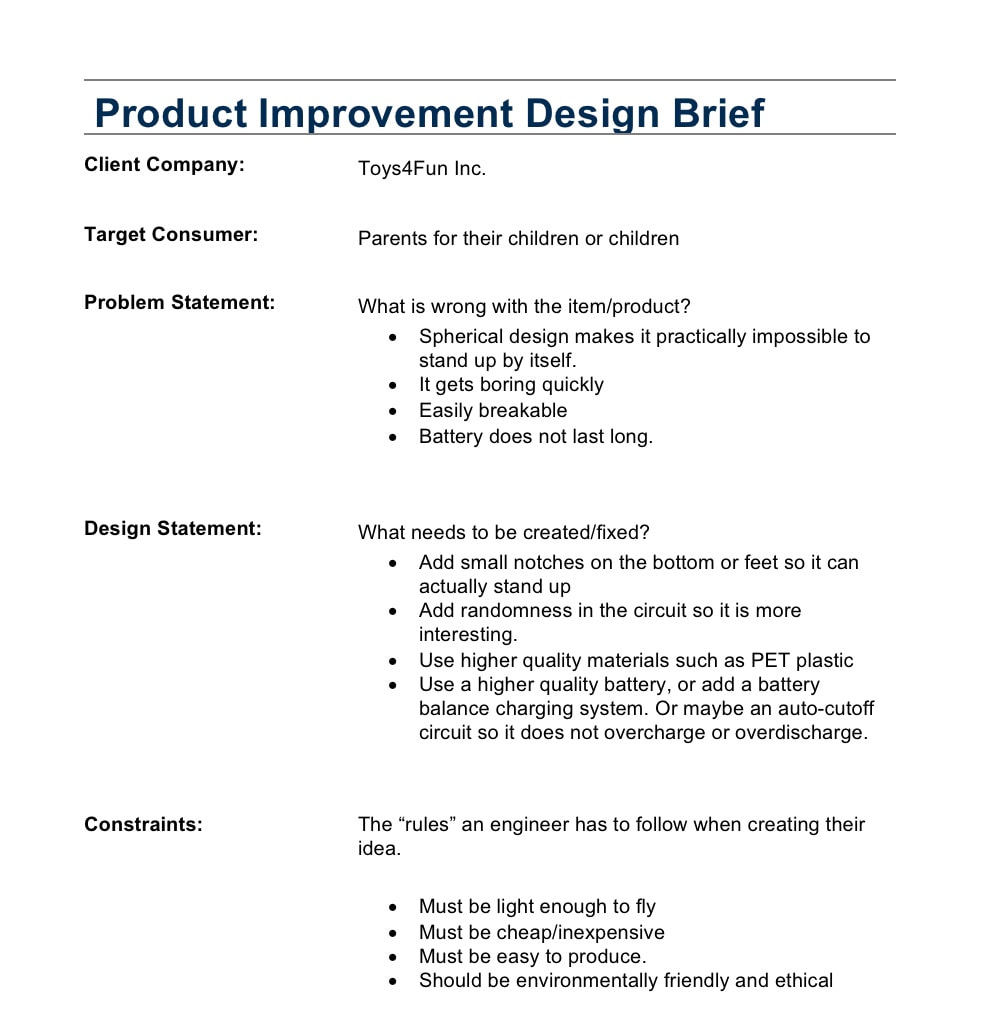 Product Improvement Design Brief
Client Company:
Toys4Fun Inc.
Target Consumer:
Parents for their children or children
Problem Statement:
What is wrong with the item/product?
• Spherical design makes it practically impossible to
stand up by itself.
• It gets boring quickly
• Easily breakable
• Battery does not last long.
Design Statement:
What needs to be created/fixed?
• Add small notches on the bottom or feet so it can
actually stand up
• Add randomness in the circuit so it is more
interesting.
• Use higher quality materials such as PET plastic
• Use a higher quality battery, or add a battery
balance charging system. Or maybe an auto-cutoff
circuit so it does not overcharge or overdischarge.
Constraints:
The “rules” an engineer has to follow when creating their
idea.
• Must be light enough to fly
• Must be cheap/inexpensive
• Must be easy to produce.
• Should be environmentally friendly and ethical